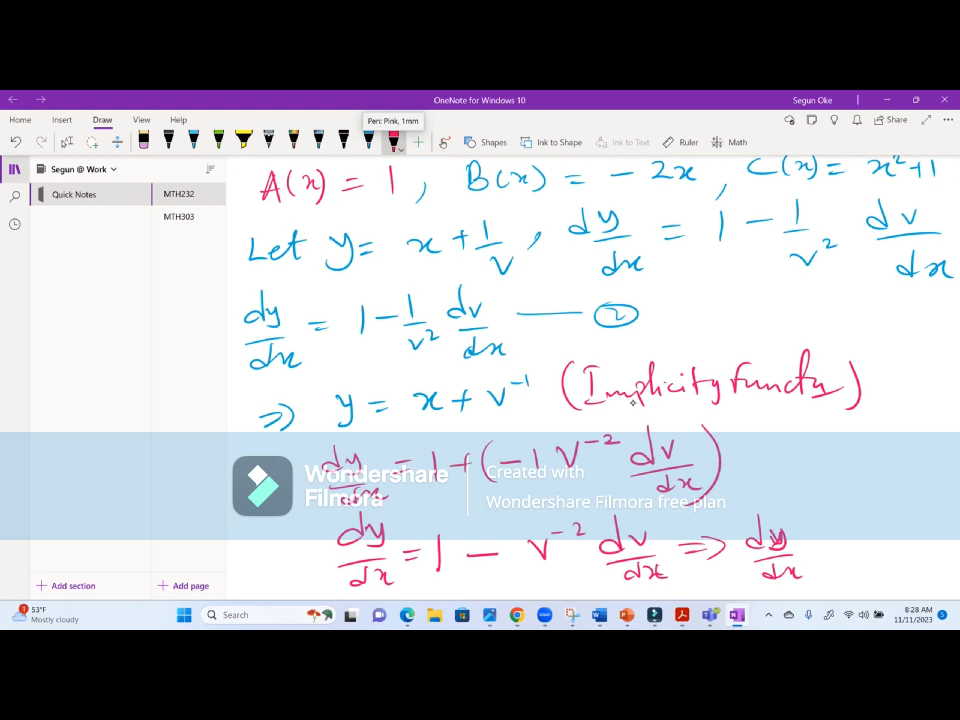 OneNote for Windows 10
Segun Oke
Home Insert Draw View Help
Pen: Pink, 1mm
Share
Shapes Ink to Shape Ink to Text Ruler Math
Segun @ Work
Quick Notes
MTH232
MTH303
A(x) = 1 , B(x) = - 2x , C(x) = x²+1
Let y = x + 1/v , dy/dx = 1 - 1/v² dv/dx
dy/dx = 1 - 1/v² dv/dx —— ②
⇒ y = x + v⁻¹ (Implicity functn)
dy/dx = 1 + (-1 v⁻² dv/dx)
Wondershare Filmora
Created with
Wondershare Filmora free plan
dy/dx = 1 - v⁻² dv/dx ⇒ dy/dx
Add section
Add page
1
53°F
Mostly cloudy
Search
8:28 AM
11/11/2023
5